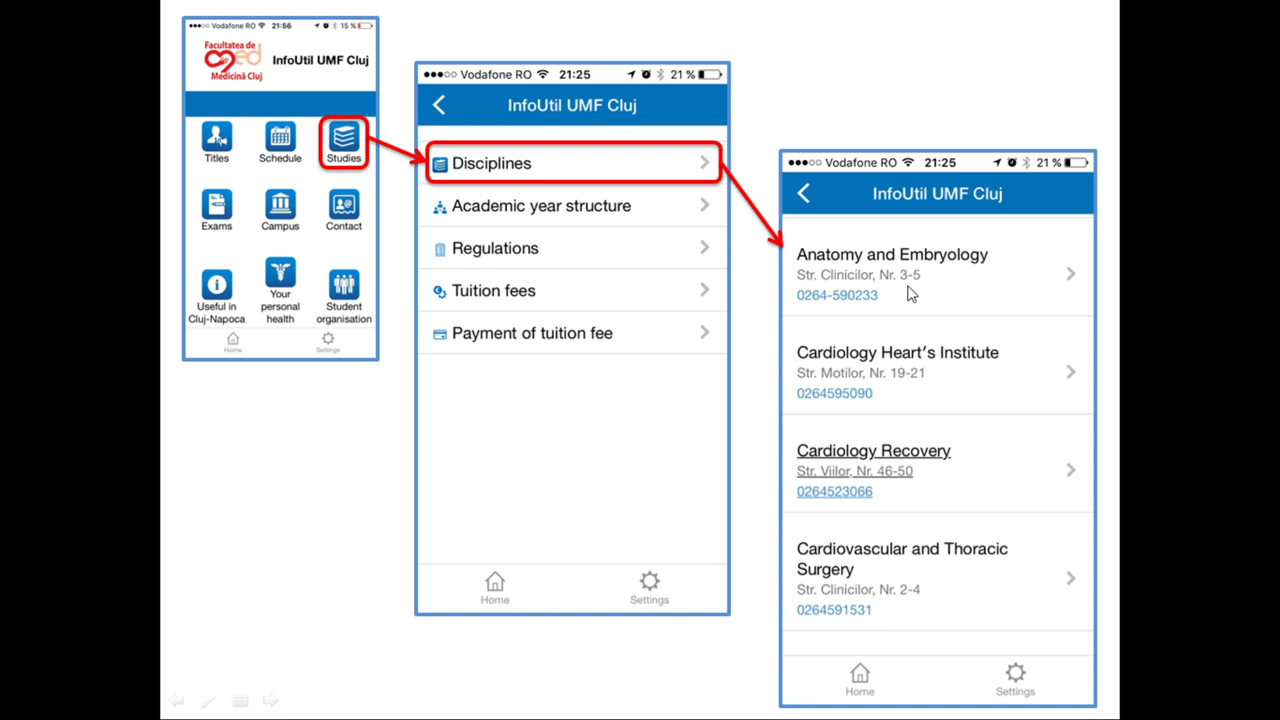 Vodafone RO 21:56 15 %
Facultatea de
Medicină Cluj
InfoUtil UMF Cluj
Titles Schedule Studies
Exams Campus Contact
Useful in
Cluj-Napoca
Your
personal
health
Student
organisation
Home Settings
Vodafone RO 21:25 21 %
InfoUtil UMF Cluj
Disciplines
Academic year structure
Regulations
Tuition fees
Payment of tuition fee
Home Settings
Vodafone RO 21:25 21 %
InfoUtil UMF Cluj
Anatomy and Embryology
Str. Clinicilor, Nr. 3-5
0264-590233
Cardiology Heart's Institute
Str. Motilor, Nr. 19-21
0264595090
Cardiology Recovery
Str. Viilor, Nr. 46-50
0264523066
Cardiovascular and Thoracic
Surgery
Str. Clinicilor, Nr. 2-4
0264591531
Home Settings